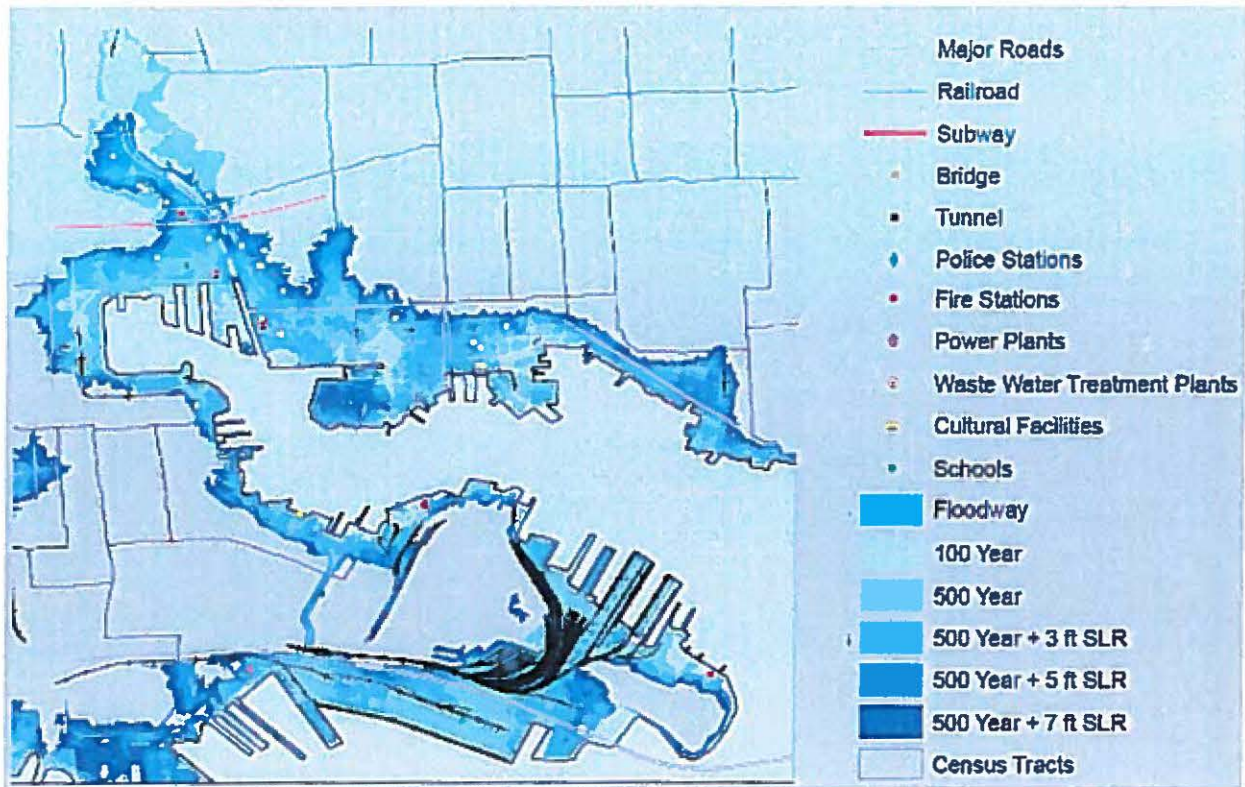 Major Roads
Railroad
Subway
Bridge
Tunnel
Police Stations
Fire Stations
Power Plants
Waste Water Treatment Plants
Cultural Facilities
Schools
Floodway
100 Year
500 Year
500 Year + 3 ft SLR
500 Year + 5 ft SLR
500 Year + 7 ft SLR
Census Tracts